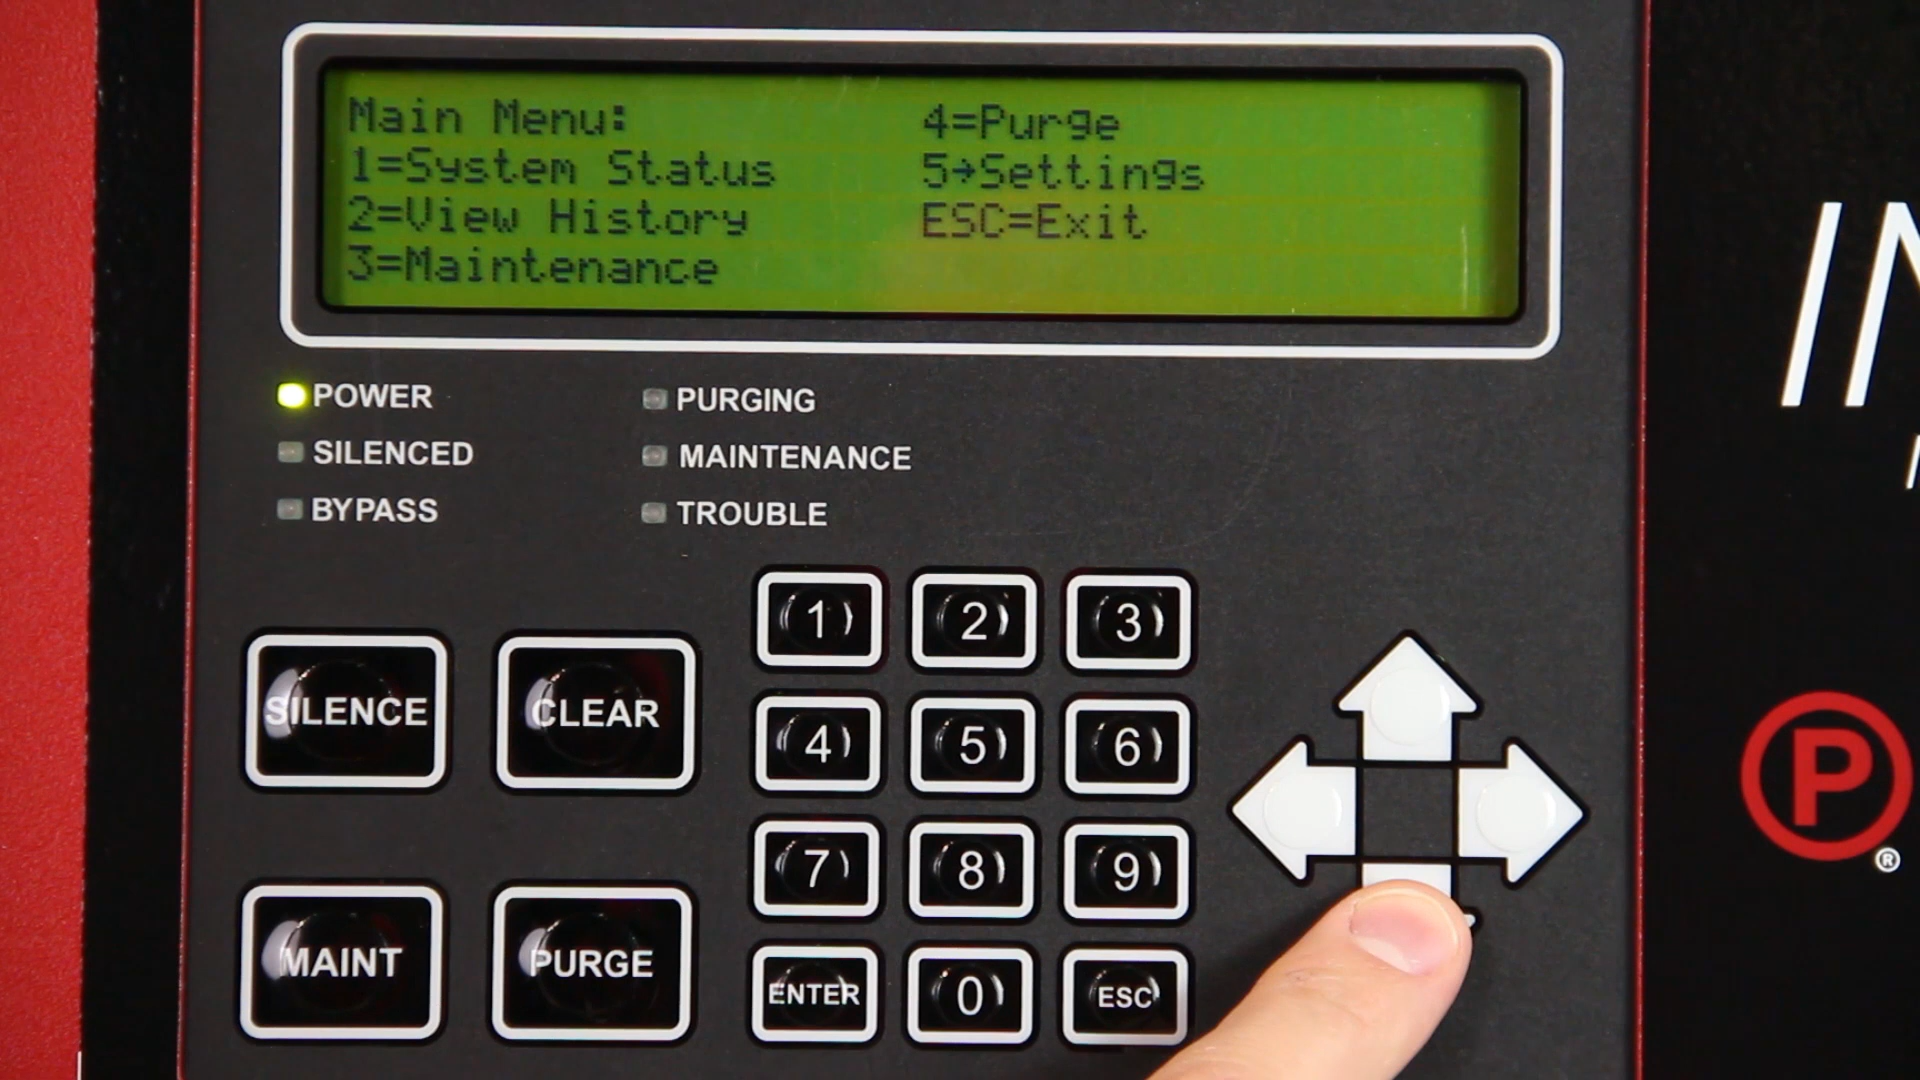 Main Menu:
1=System Status
2=View History
3=Maintenance
4=Purge
5→Settings
ESC=Exit
POWER
SILENCED
BYPASS
PURGING
MAINTENANCE
TROUBLE
SILENCE
CLEAR
MAINT
PURGE
1 2 3
4 5 6
7 8 9
ENTER 0 ESC
P
®